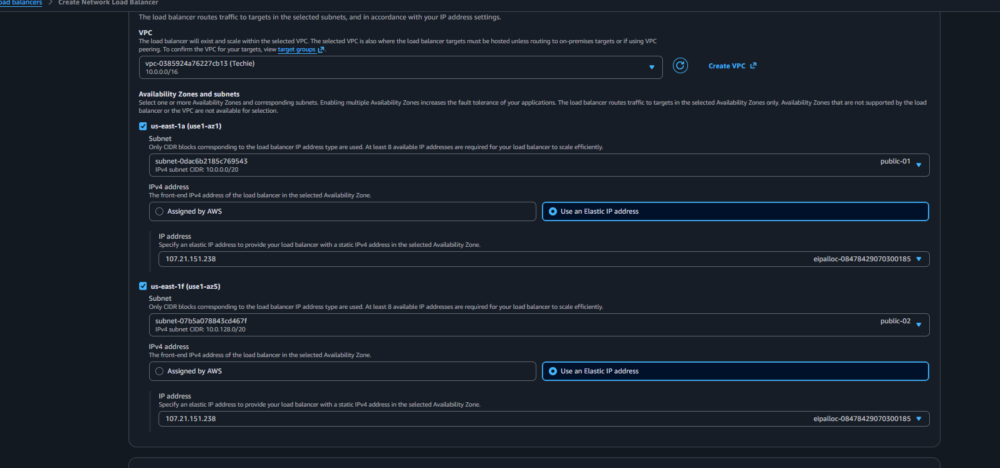 oad balancers > Create Network Load Balancer
The load balancer routes traffic to targets in the selected subnets, and in accordance with your IP address settings.
VPC
The load balancer will exist and scale within the selected VPC. The selected VPC is also where the load balancer targets must be hosted unless routing to on-premises targets or if using VPC
peering. To confirm the VPC for your targets, view target groups.
vpc-0385924a76227cb13 (Techie)
10.0.0.0/16
Create VPC
Availability Zones and subnets
Select one or more Availability Zones and corresponding subnets. Enabling multiple Availability Zones increases the fault tolerance of your applications. The load balancer routes traffic to targets in the selected Availability Zones only. Availability Zones that are not supported by the load
balancer or the VPC are not available for selection.
us-east-1a (use1-az1)
Subnet
Only CIDR blocks corresponding to the load balancer IP address type are used. At least 8 available IP addresses are required for your load balancer to scale efficiently.
subnet-0dac6b2185c769543 public-01
IPv4 subnet CIDR: 10.0.0.0/20
IPv4 address
The front-end IPv4 address of the load balancer in the selected Availability Zone.
Assigned by AWS Use an Elastic IP address
IP address
Specify an elastic IP address to provide your load balancer with a static IPv4 address in the selected Availability Zone.
107.21.151.238 eipalloc-08478429070300185
us-east-1f (use1-az5)
Subnet
Only CIDR blocks corresponding to the load balancer IP address type are used. At least 8 available IP addresses are required for your load balancer to scale efficiently.
subnet-07b5a078843cd467f public-02
IPv4 subnet CIDR: 10.0.128.0/20
IPv4 address
The front-end IPv4 address of the load balancer in the selected Availability Zone.
Assigned by AWS Use an Elastic IP address
IP address
Specify an elastic IP address to provide your load balancer with a static IPv4 address in the selected Availability Zone.
107.21.151.238 eipalloc-08478429070300185